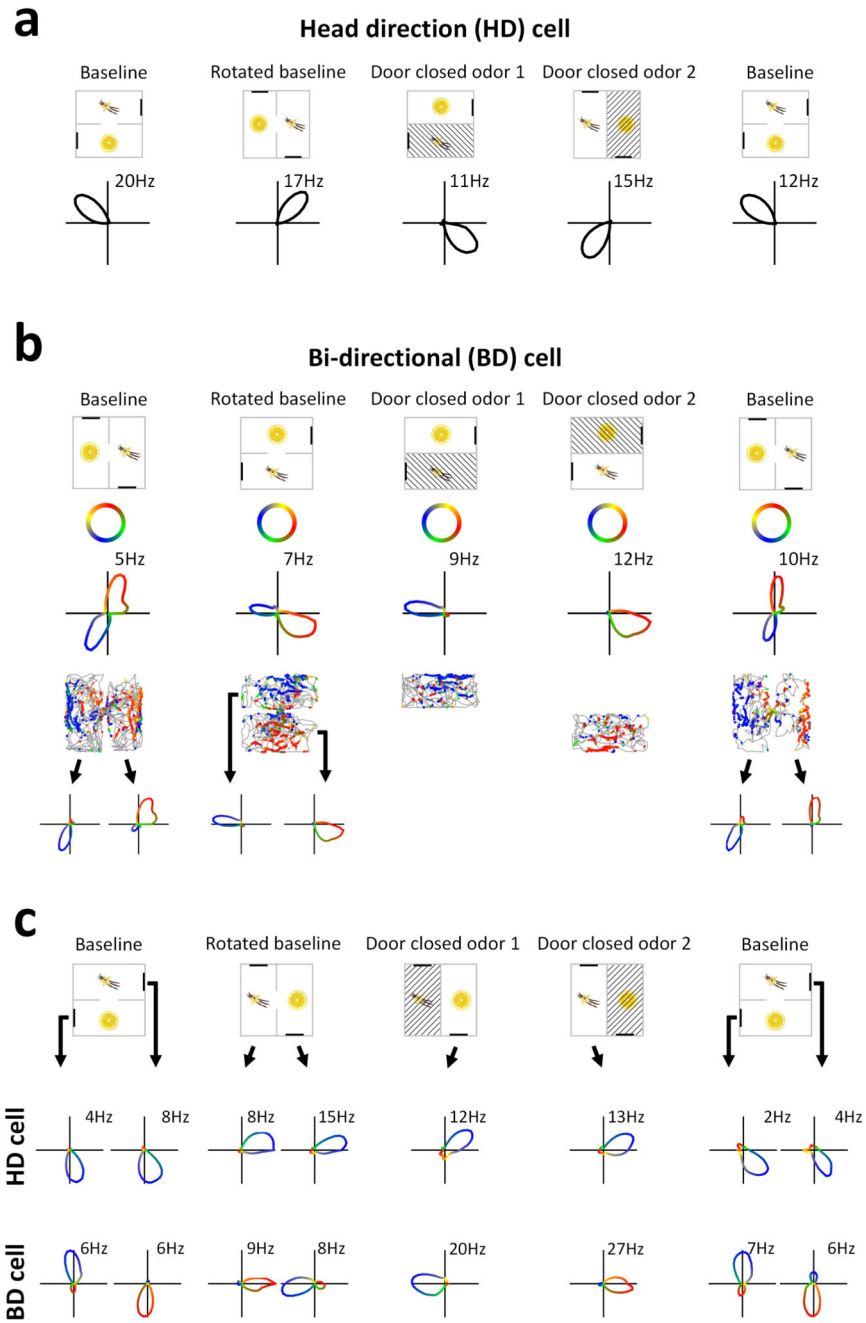 a
Head direction (HD) cell
Baseline Rotated baseline Door closed odor 1 Door closed odor 2 Baseline
20Hz 17Hz 11Hz 15Hz 12Hz
b
Bi-directional (BD) cell
Baseline Rotated baseline Door closed odor 1 Door closed odor 2 Baseline
5Hz 7Hz 9Hz 12Hz 10Hz
c
Baseline Rotated baseline Door closed odor 1 Door closed odor 2 Baseline
HD cell
4Hz 8Hz 8Hz 15Hz 12Hz 13Hz 2Hz 4Hz
BD cell
6Hz 6Hz 9Hz 8Hz 20Hz 27Hz 7Hz 6Hz